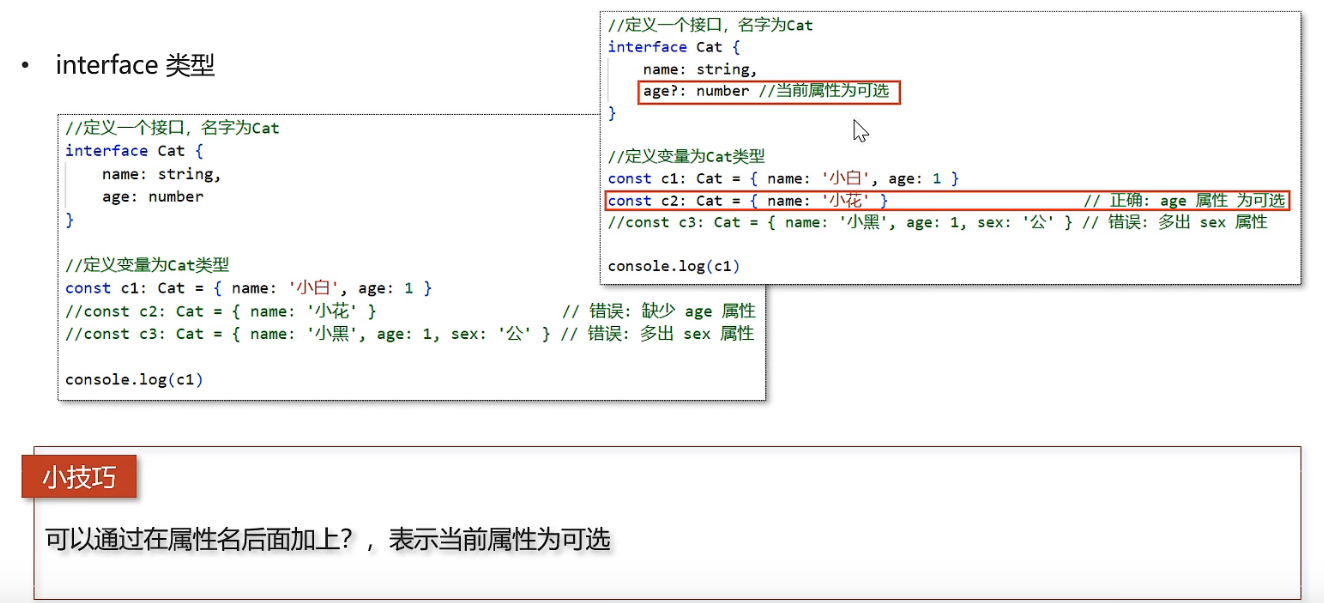 • interface 类型
//定义一个接口，名字为Cat
interface Cat {
    name: string,
    age: number
}
//定义变量为Cat类型
const c1: Cat = { name: '小白', age: 1 }
//const c2: Cat = { name: '小花' } // 错误: 缺少 age 属性
//const c3: Cat = { name: '小黑', age: 1, sex: '公' } // 错误: 多出 sex 属性
console.log(c1)
//定义一个接口，名字为Cat
interface Cat {
    name: string,
    age?: number //当前属性为可选
}
//定义变量为Cat类型
const c1: Cat = { name: '小白', age: 1 }
const c2: Cat = { name: '小花' } // 正确: age 属性 为可选
//const c3: Cat = { name: '小黑', age: 1, sex: '公' } // 错误: 多出 sex 属性
console.log(c1)
小技巧
可以通过在属性名后面加上?，表示当前属性为可选